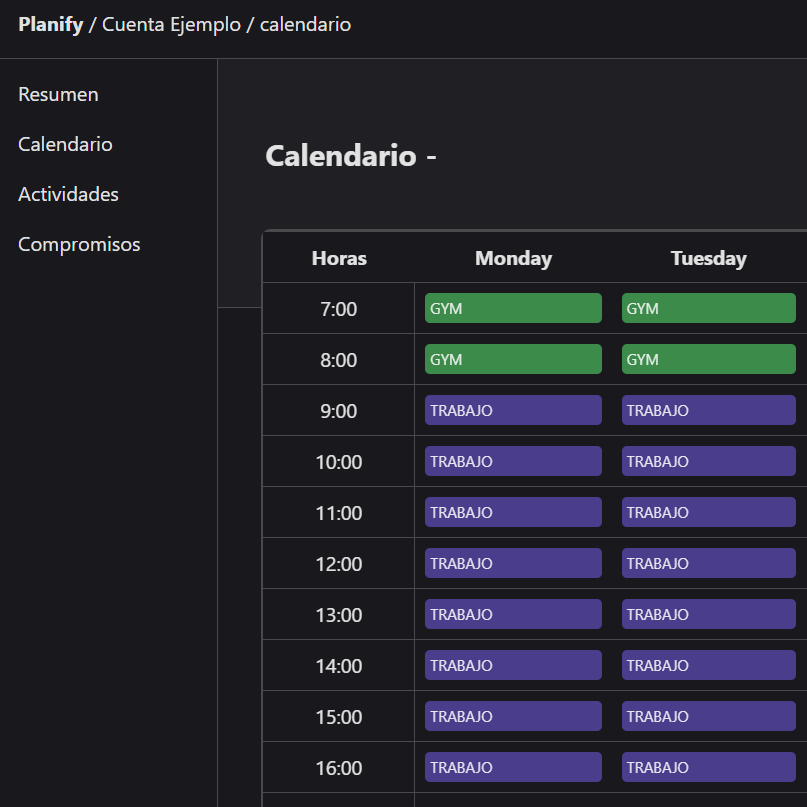 Planify / Cuenta Ejemplo / calendario
Resumen
Calendario
Actividades
Compromisos
Calendario -
Horas Monday Tuesday
7:00 GYM GYM
8:00 GYM GYM
9:00 TRABAJO TRABAJO
10:00 TRABAJO TRABAJO
11:00 TRABAJO TRABAJO
12:00 TRABAJO TRABAJO
13:00 TRABAJO TRABAJO
14:00 TRABAJO TRABAJO
15:00 TRABAJO TRABAJO
16:00 TRABAJO TRABAJO